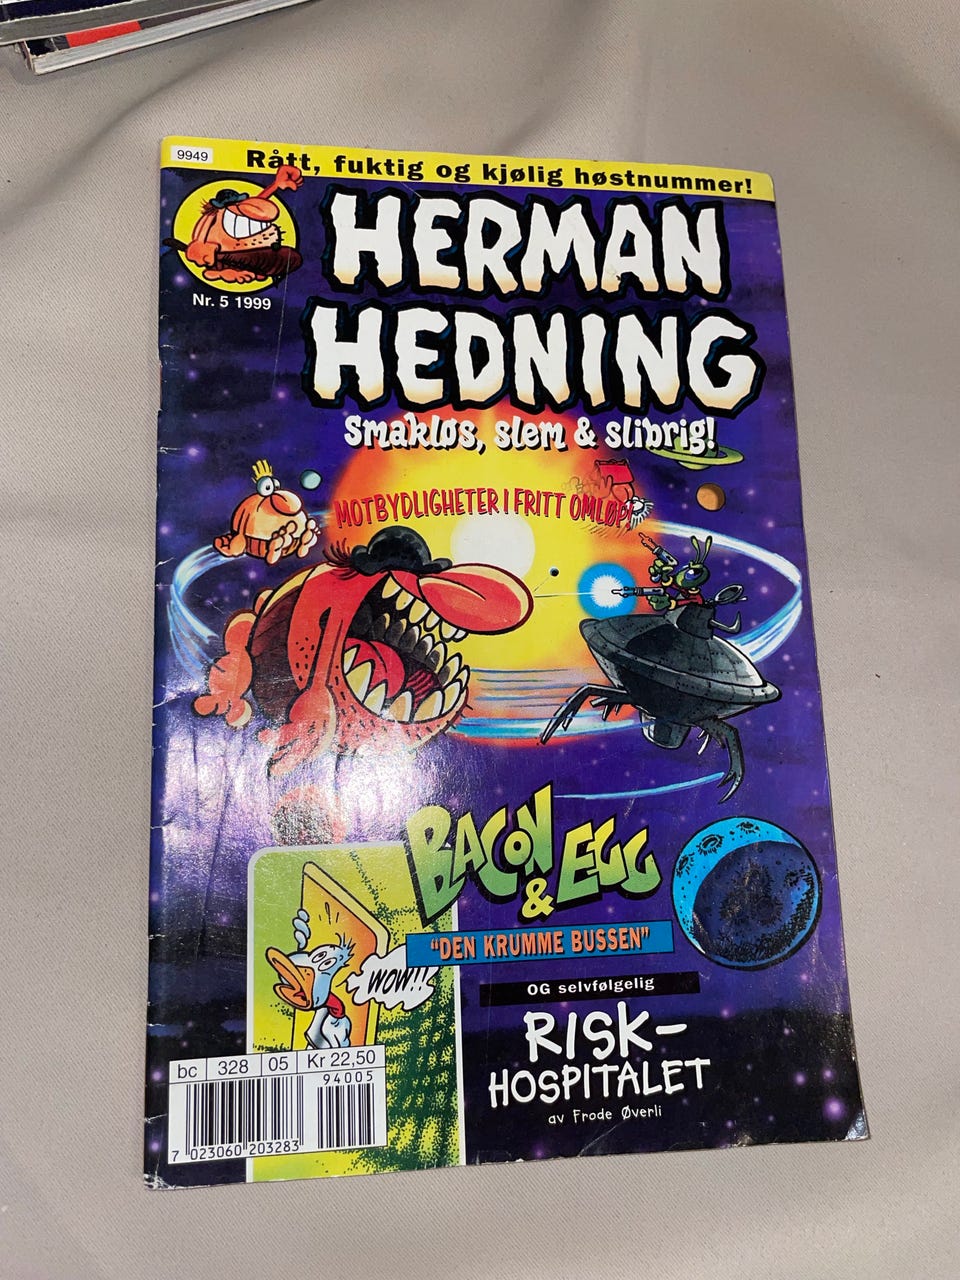 9949
Rått, fuktig og kjølig høstnummer!
HERMAN
HEDNING
Nr. 5 1999
Smakløs, slem & slibrig!
MOTBYDLIGHETER I FRITT OMLØP!
BACON
& EGG
"DEN KRUMME BUSSEN"
WOW!!
OG selvfølgelig
RISK-
HOSPITALET
av Frode Øverli
bc 328 05 Kr 22,50
94005
7 023060 203283